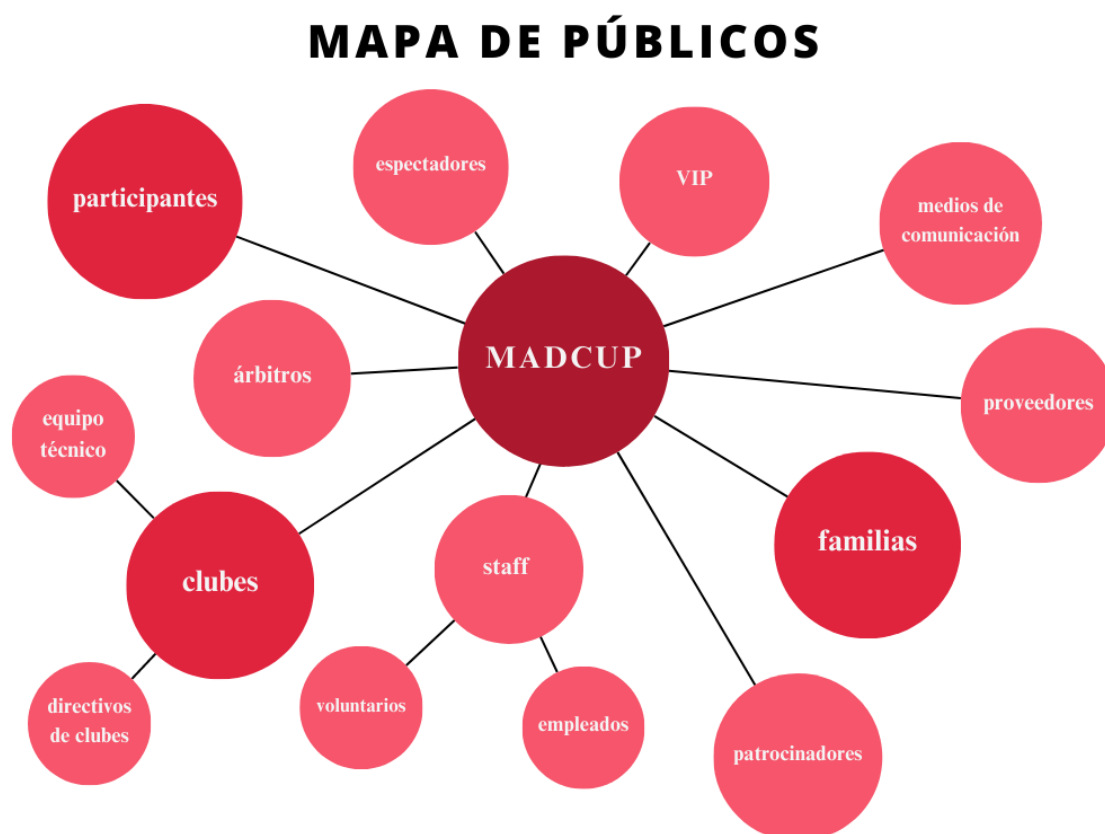 MAPA DE PÚBLICOS
participantes
espectadores
VIP
medios de
comunicación
MADCUP
árbitros
proveedores
equipo
técnico
familias
clubes
staff
directivos
de clubes
voluntarios
empleados
patrocinadores